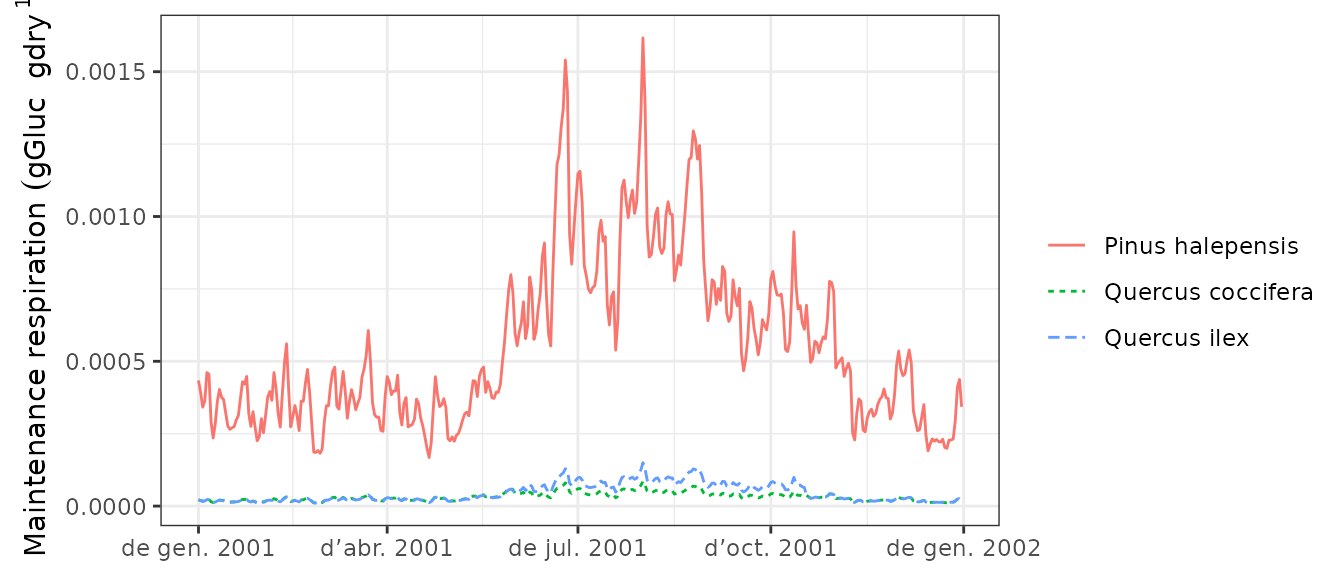 Maintenance respiration (gGluc gdry¹
0.0015
0.0010
0.0005
0.0000
de gen. 2001
d’abr. 2001
de jul. 2001
d’oct. 2001
de gen. 2002
Pinus halepensis
Quercus coccifera
Quercus ilex